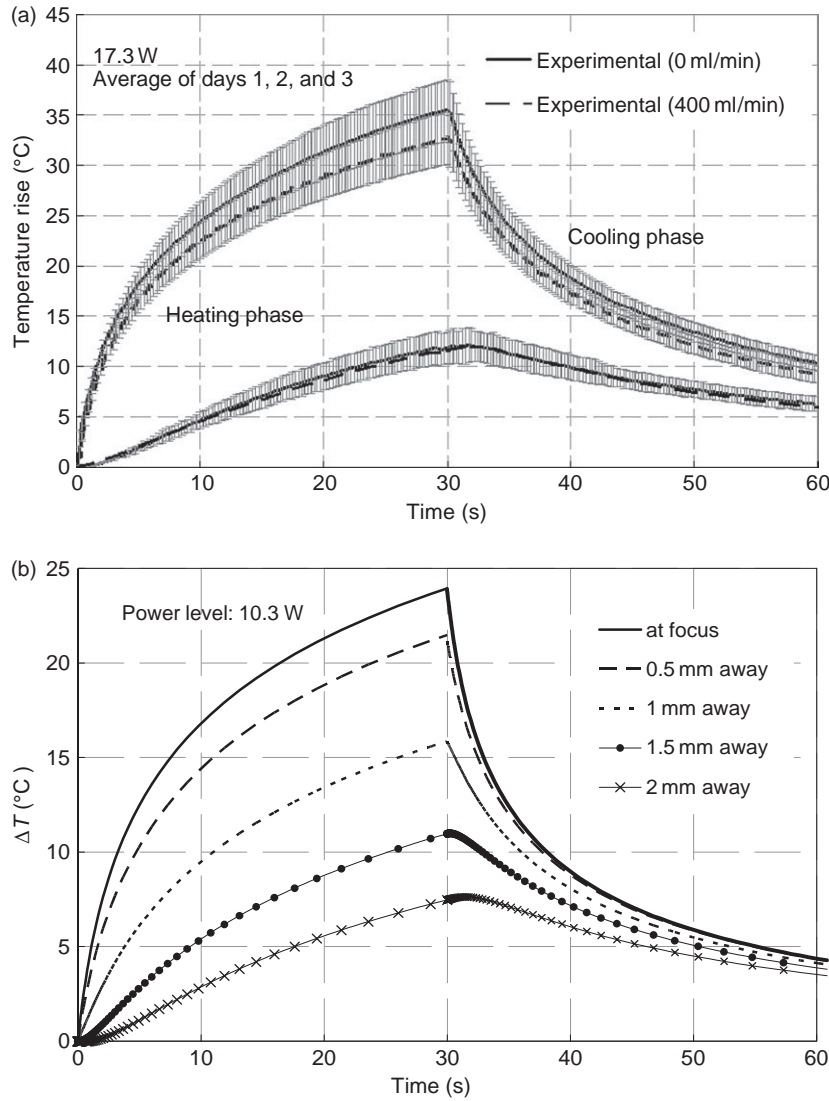 (a)
45
40
35
30
25
20
15
10
5
0
Temperature rise (°C)
17.3 W
Average of days 1, 2, and 3
Experimental (0 ml/min)
Experimental (400 ml/min)
Cooling phase
Heating phase
0 10 20 30 40 50 60
Time (s)
(b)
25
20
15
10
5
0
ΔT (°C)
Power level: 10.3 W
at focus
0.5 mm away
1 mm away
1.5 mm away
2 mm away
0 10 20 30 40 50 60
Time (s)